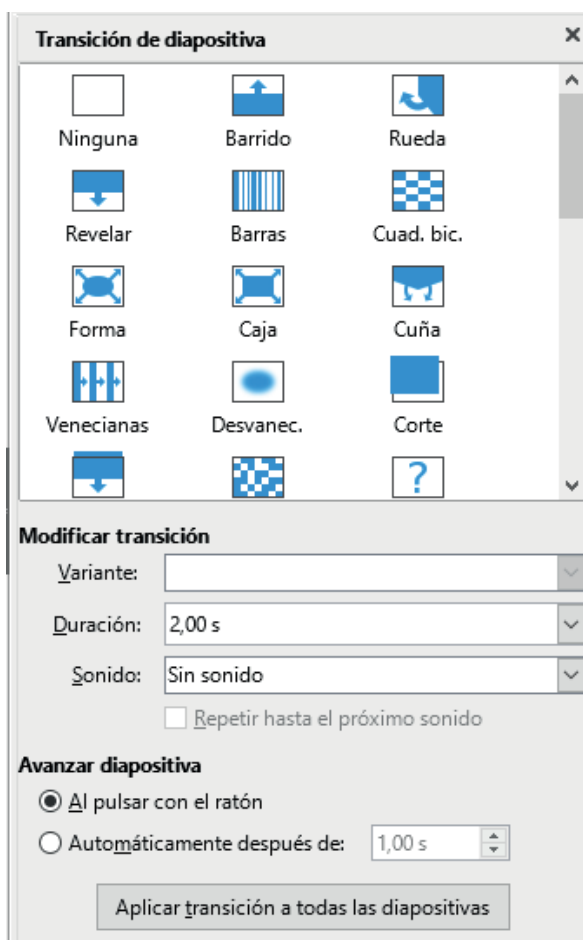 Transición de diapositiva
Ninguna Barrido Rueda
Revelar Barras Cuad. bic.
Forma Caja Cuña
Venecianas Desvanec. Corte
?
Modificar transición
Variante:
Duración: 2,00 s
Sonido: Sin sonido
Repetir hasta el próximo sonido
Avanzar diapositiva
Al pulsar con el ratón
Automáticamente después de: 1,00 s
Aplicar transición a todas las diapositivas